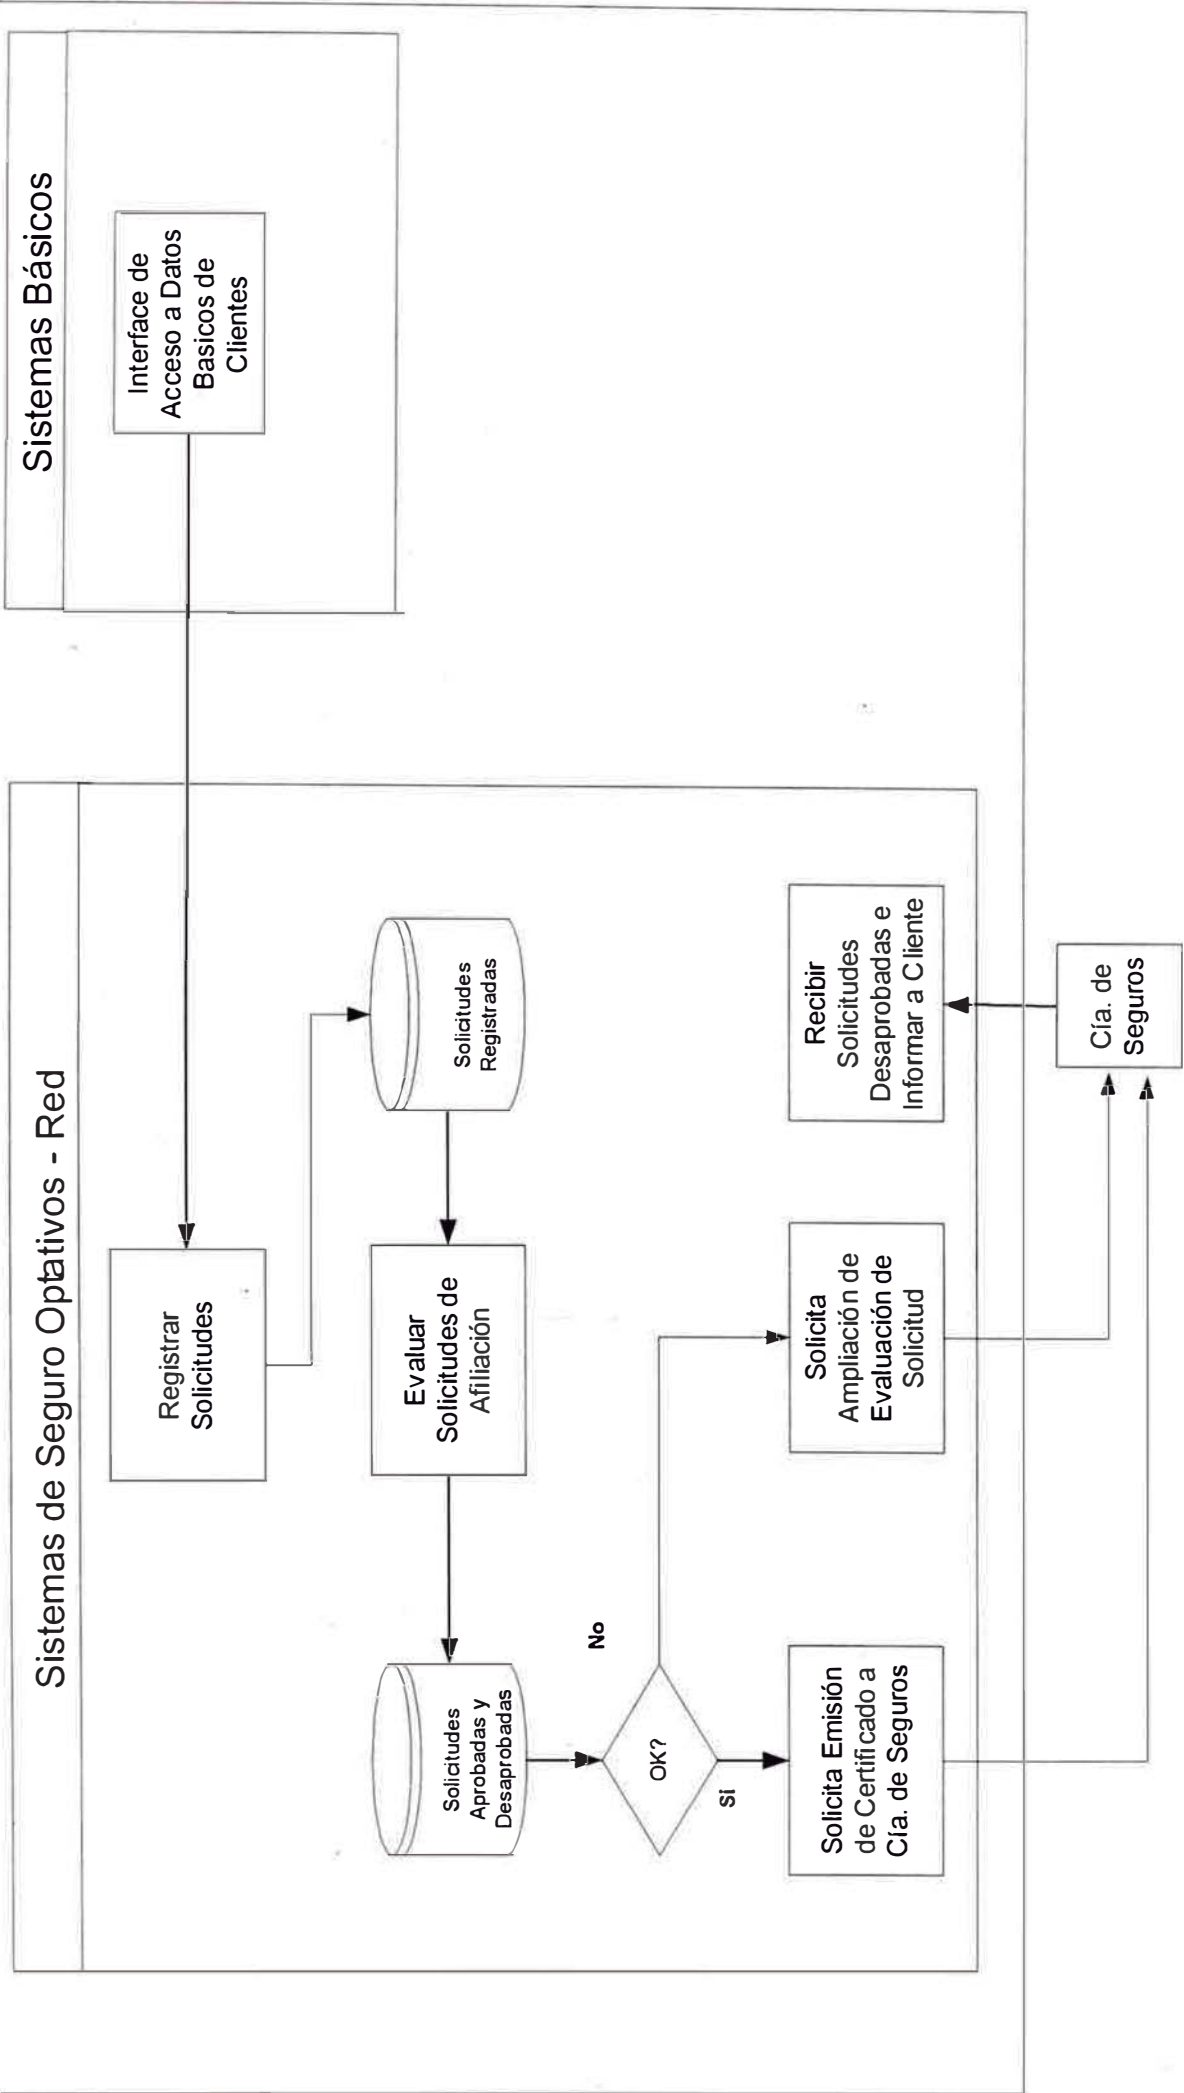 Sistemas de Seguro Optativos - Red
Sistemas Básicos
Registrar
Solicitudes
Interface de
Acceso a Datos
Basicos de
Clientes
Solicitudes
Aprobadas y
Desaprobadas
Evaluar
Solicitudes de
Afiliación
Solicitudes
Registradas
OK?
No
Si
Solicita Emisión
de Certificado a
Cía. de Seguros
Solicita
Ampliación de
Evaluación de
Solicitud
Recibir
Solicitudes
Desaprobadas e
Informar a Cliente
Cía. de
Seguros